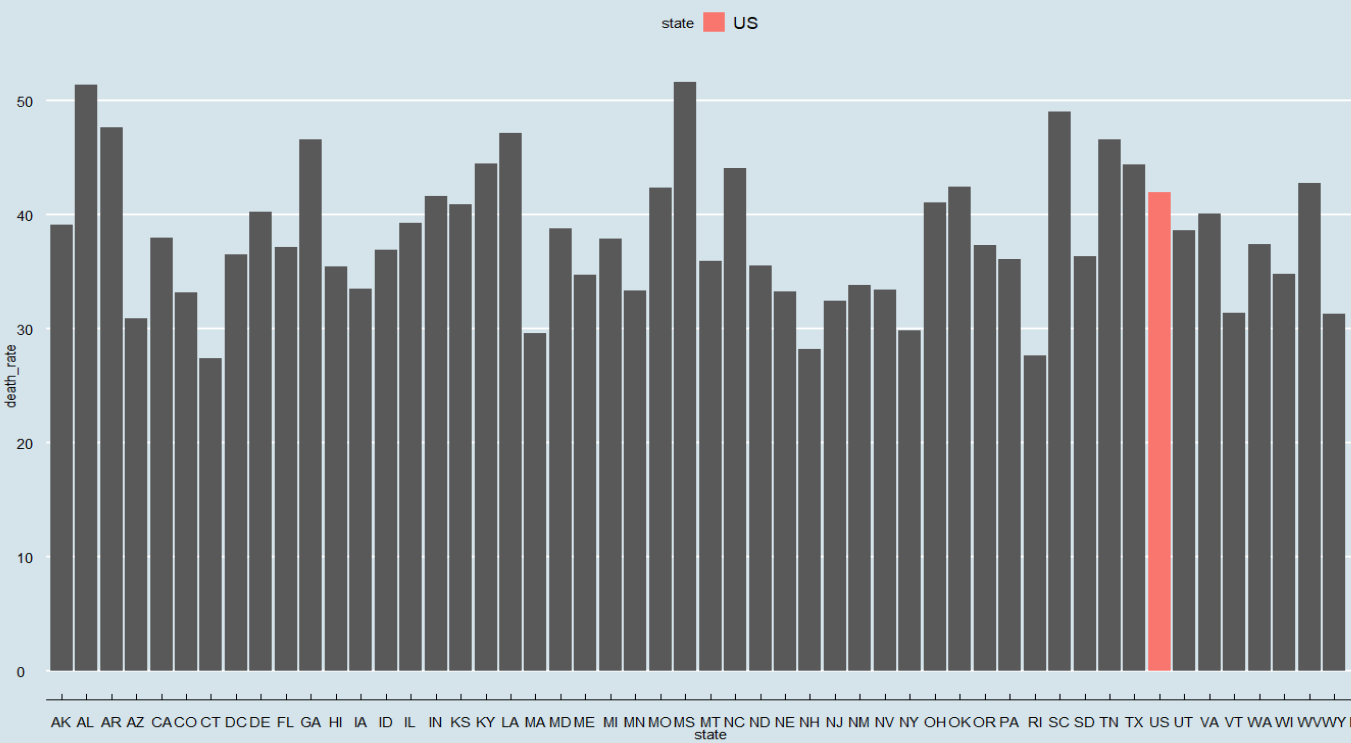 state US
50
40
30
20
10
0
death_rate
AK AL AR AZ CA CO CT DC DE FL GA HI IA ID IL IN KS KY LA MA MD ME MI MN MO MS MT NC ND NE NH NJ NM NV NY OH OK OR PA RI SC SD TN TX US UT VA VT WA WI WV WY
state